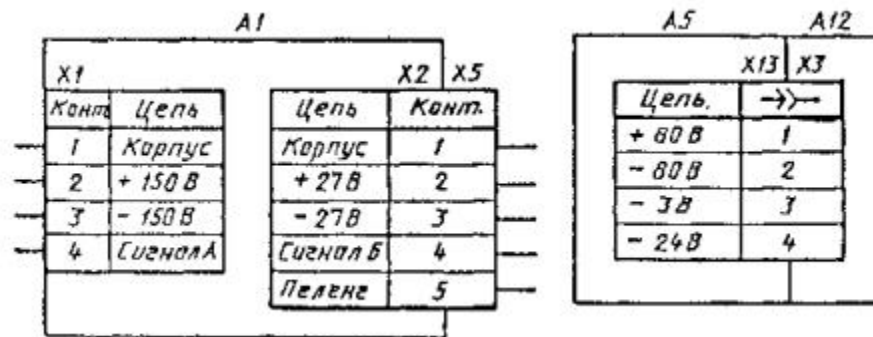 A1
X1
X2 X5
Конт. Цепь
1 Корпус
2 + 150 В
3 - 150 В
4 Сигнал А
Цепь Конт.
Корпус 1
+ 27 В 2
- 27 В 3
Сигнал Б 4
Пеленг 5
A5 A12
X13 X3
Цепь.
+ 80 В 1
- 80 В 2
- 3 В 3
- 24 В 4